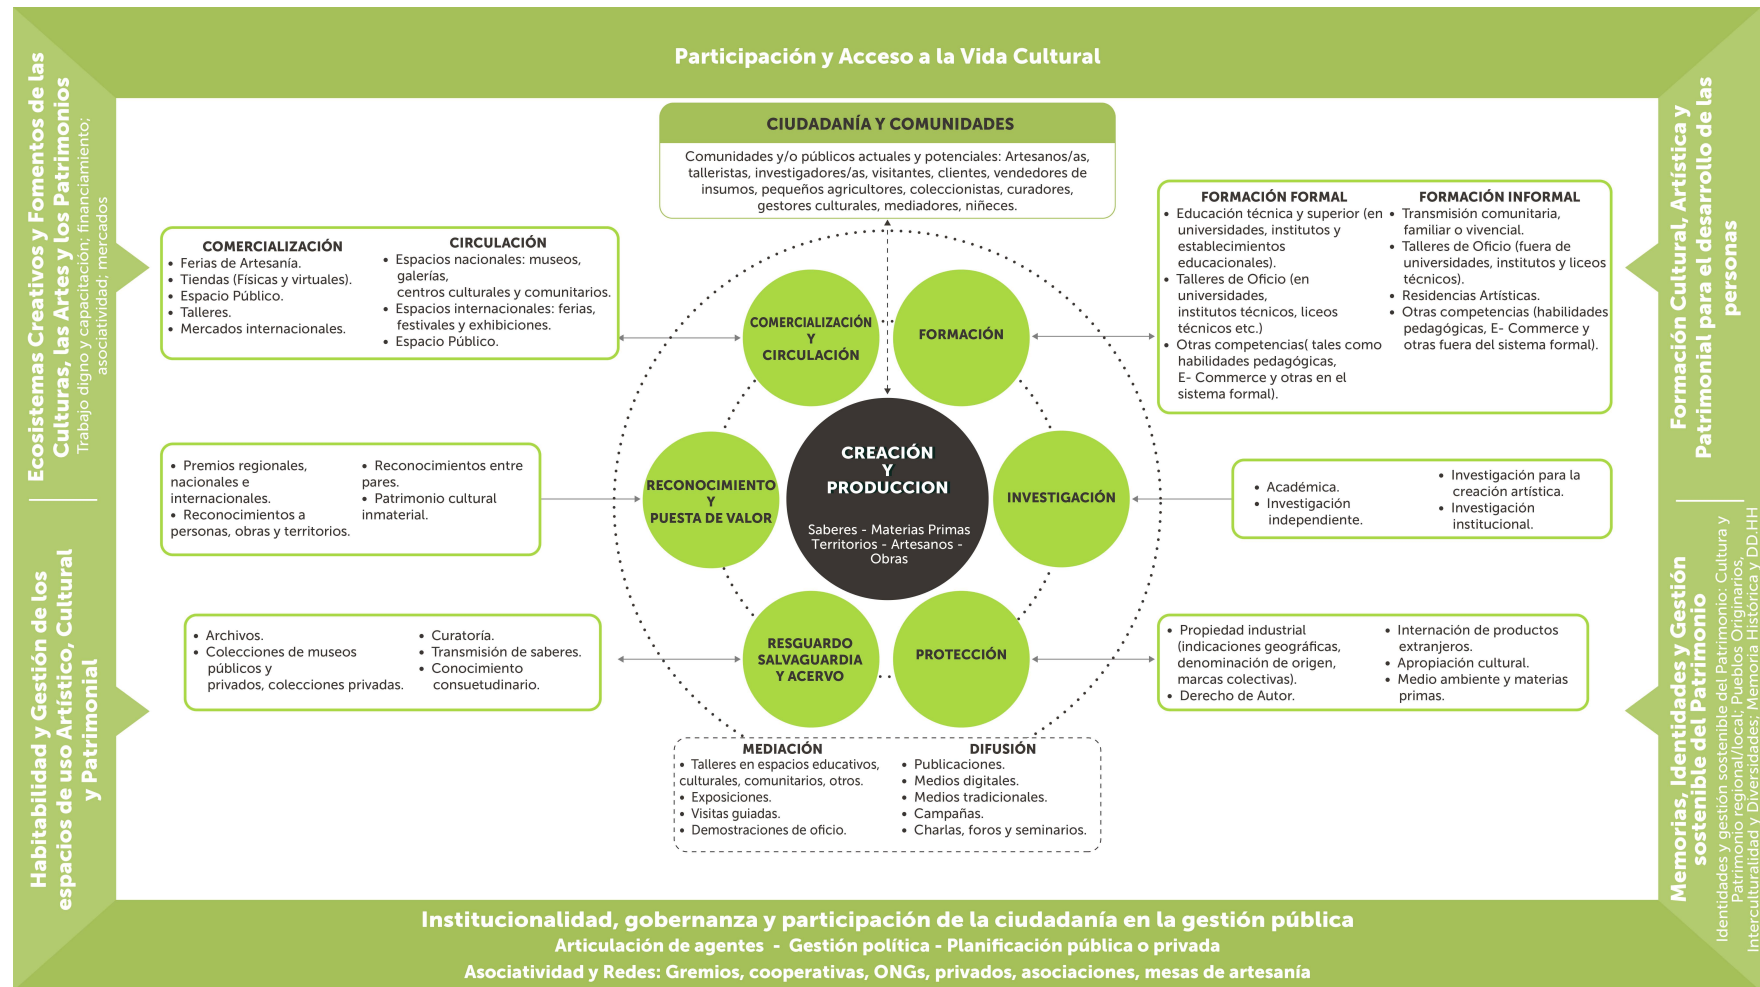 Participación y Acceso a la Vida Cultural
Ecosistemas Creativos y Fomentos de las
Culturas, las Artes y los Patrimonios
Trabajo digno y capacitación; financiamiento;
asociatividad; mercados
Habitabilidad y Gestión de los
espacios de uso Artístico, Cultural
y Patrimonial
CIUDADANÍA Y COMUNIDADES
Comunidades y/o públicos actuales y potenciales: Artesanos/as,
talleristas, investigadores/as, visitantes, clientes, vendedores de
insumos, pequeños agricultores, coleccionistas, curadores,
gestores culturales, mediadores, niñeces.
COMERCIALIZACIÓN
• Ferias de Artesanía.
• Tiendas (Físicas y virtuales).
• Espacio Público.
• Talleres.
• Mercados internacionales.
CIRCULACIÓN
• Espacios nacionales: museos,
galerías,
centros culturales y comunitarios.
• Espacios internacionales: ferias,
festivales y exhibiciones.
• Espacio Público.
COMERCIALIZACIÓN
Y
CIRCULACIÓN
FORMACIÓN
FORMACIÓN FORMAL
• Educación técnica y superior (en
universidades, institutos y
establecimientos
educacionales).
• Talleres de Oficio (en
universidades,
institutos técnicos, liceos
técnicos etc.)
• Otras competencias( tales como
habilidades pedagógicas,
E- Commerce y otras en el
sistema formal).
FORMACIÓN INFORMAL
• Transmisión comunitaria,
familiar o vivencial.
• Talleres de Oficio (fuera de
universidades, institutos y liceos
técnicos).
• Residencias Artísticas.
• Otras competencias (habilidades
pedagógicas, E- Commerce y
otras fuera del sistema formal).
• Premios regionales,
nacionales e
internacionales.
• Reconocimientos a
personas, obras y territorios.
• Reconocimientos entre
pares.
• Patrimonio cultural
inmaterial.
RECONOCIMIENTO
Y
PUESTA DE VALOR
CREACIÓN
Y
PRODUCCION
Saberes - Materias Primas
Territorios - Artesanos -
Obras
INVESTIGACIÓN
• Académica.
• Investigación
independiente.
• Investigación para la
creación artística.
• Investigación
institucional.
• Archivos.
• Colecciones de museos
públicos y
privados, colecciones privadas.
• Curatoría.
• Transmisión de saberes.
• Conocimiento
consuetudinario.
RESGUARDO
SALVAGUARDIA
Y ACERVO
PROTECCIÓN
• Propiedad industrial
(indicaciones geográficas,
denominación de origen,
marcas colectivas).
• Derecho de Autor.
• Internación de productos
extranjeros.
• Apropiación cultural.
• Medio ambiente y materias
primas.
MEDIACIÓN
• Talleres en espacios educativos,
culturales, comunitarios, otros.
• Exposiciones.
• Visitas guiadas.
• Demostraciones de oficio.
DIFUSIÓN
• Publicaciones.
• Medios digitales.
• Medios tradicionales.
• Campañas.
• Charlas, foros y seminarios.
Formación Cultural, Artística y
Patrimonial para el desarrollo de las
personas
Memorias, Identidades y Gestión
sostenible del Patrimonio
Identidades y gestión sostenible del Patrimonio: Cultura y
Patrimonio regional/local; Pueblos Originarios,
Interculturalidad y Diversidades; Memoria Histórica y DD.HH
Institucionalidad, gobernanza y participación de la ciudadanía en la gestión pública
Articulación de agentes - Gestión política - Planificación pública o privada
Asociatividad y Redes: Gremios, cooperativas, ONGs, privados, asociaciones, mesas de artesanía